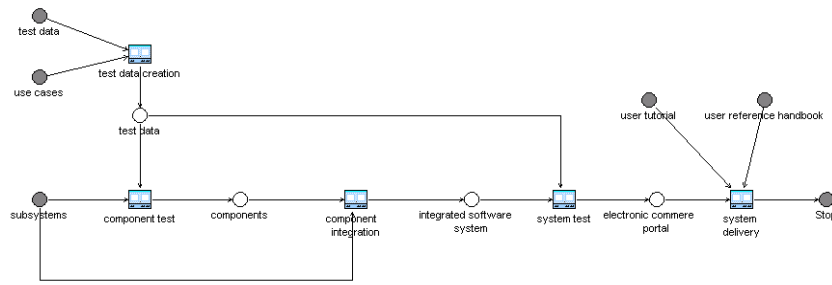 test data
test data creation
use cases
test data
user tutorial
user reference handbook
subsystems
component test
components
component
integration
integrated software
system
system test
electronic commere
portal
system
delivery
Stop